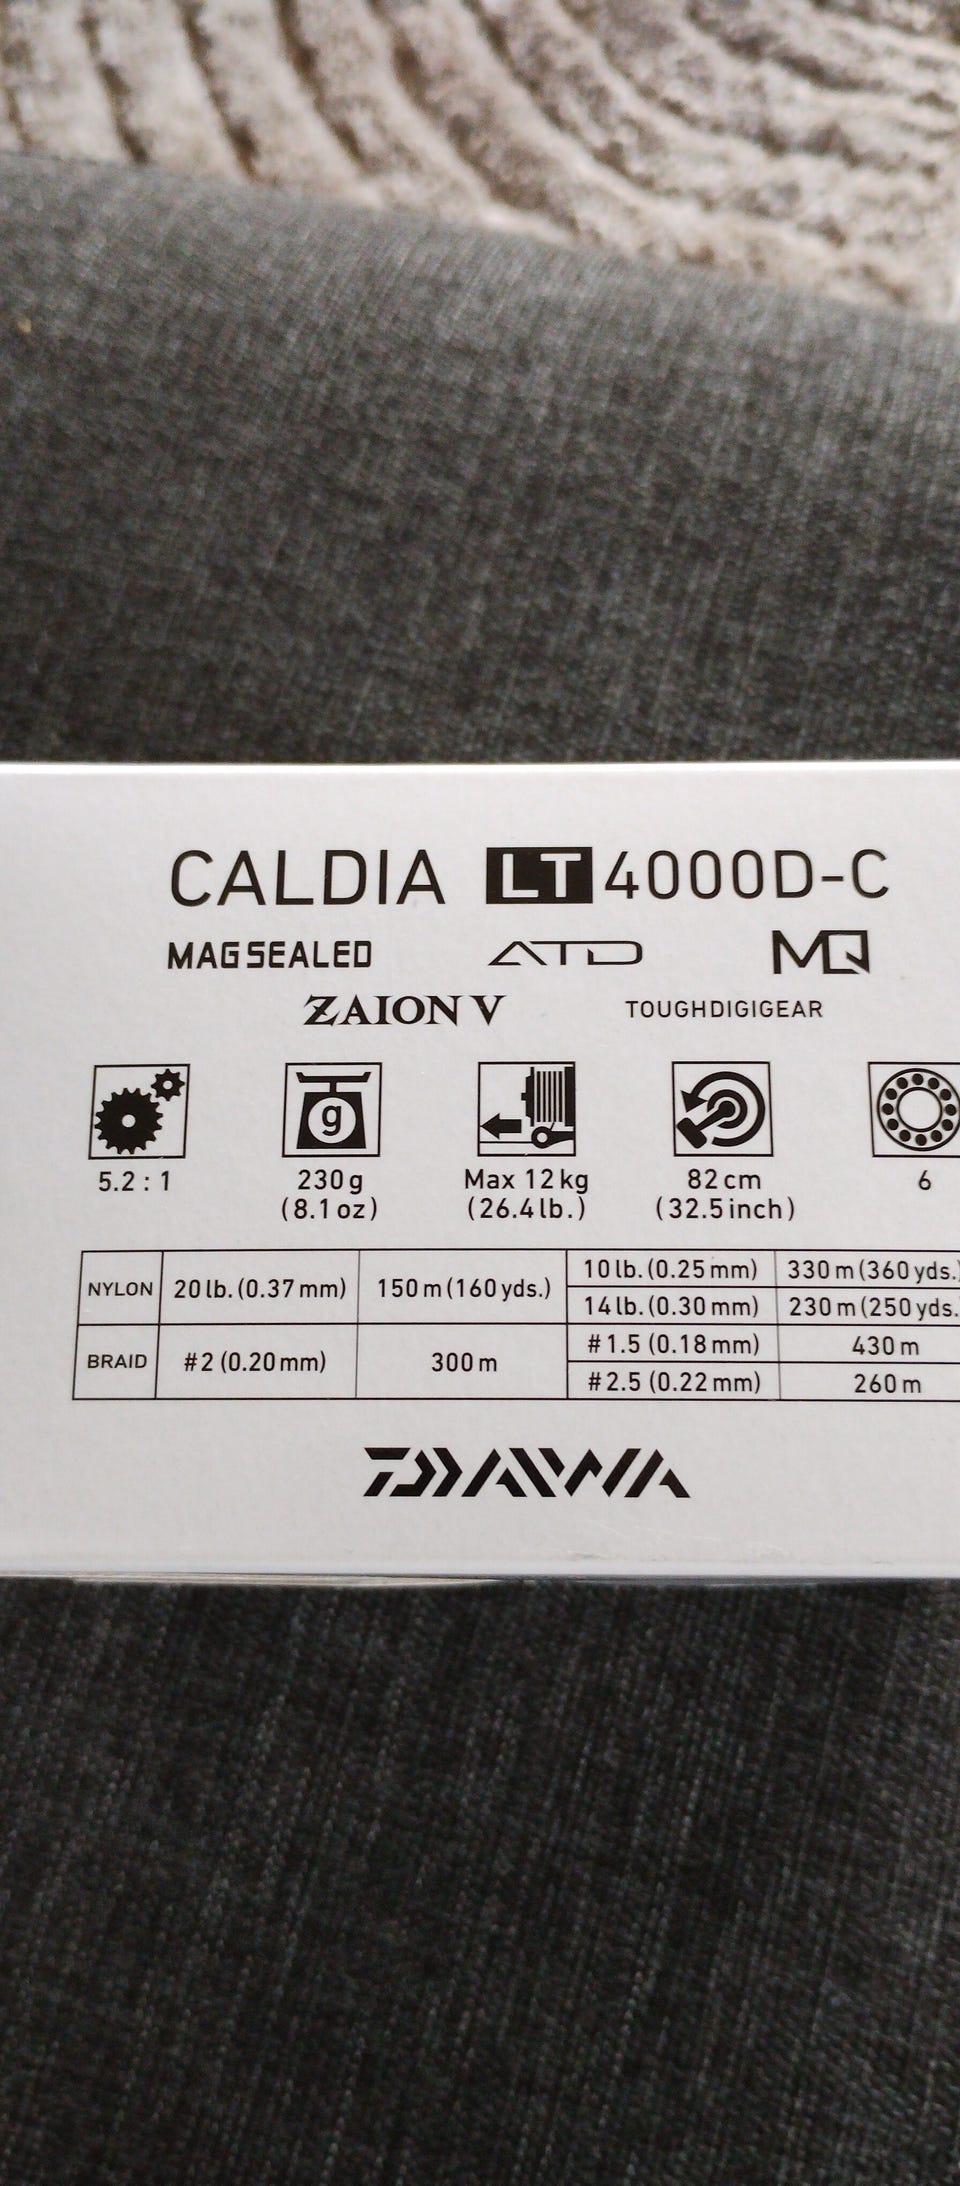 CALDIA LT 4000D-C
MAGSEALED ATD MQ
ZAION V TOUGHDIGIGEAR
g
5.2 : 1 230 g Max 12 kg 82 cm 6
(8.1 oz) (26.4 lb.) (32.5 inch)
NYLON 20 lb. (0.37 mm) 150 m (160 yds.) 10 lb. (0.25 mm) 330 m (360 yds.)
14 lb. (0.30 mm) 230 m (250 yds.
BRAID #2 (0.20 mm) 300 m #1.5 (0.18 mm) 430 m
#2.5 (0.22 mm) 260 m
DAIWA